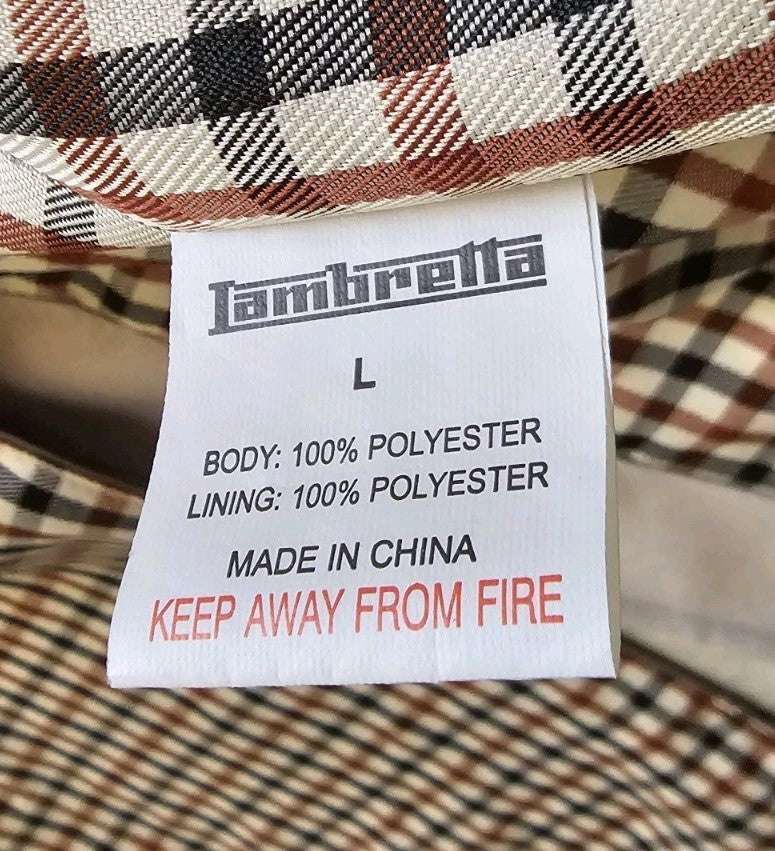 Lambretta
L
BODY: 100% POLYESTER
LINING: 100% POLYESTER
MADE IN CHINA
KEEP AWAY FROM FIRE